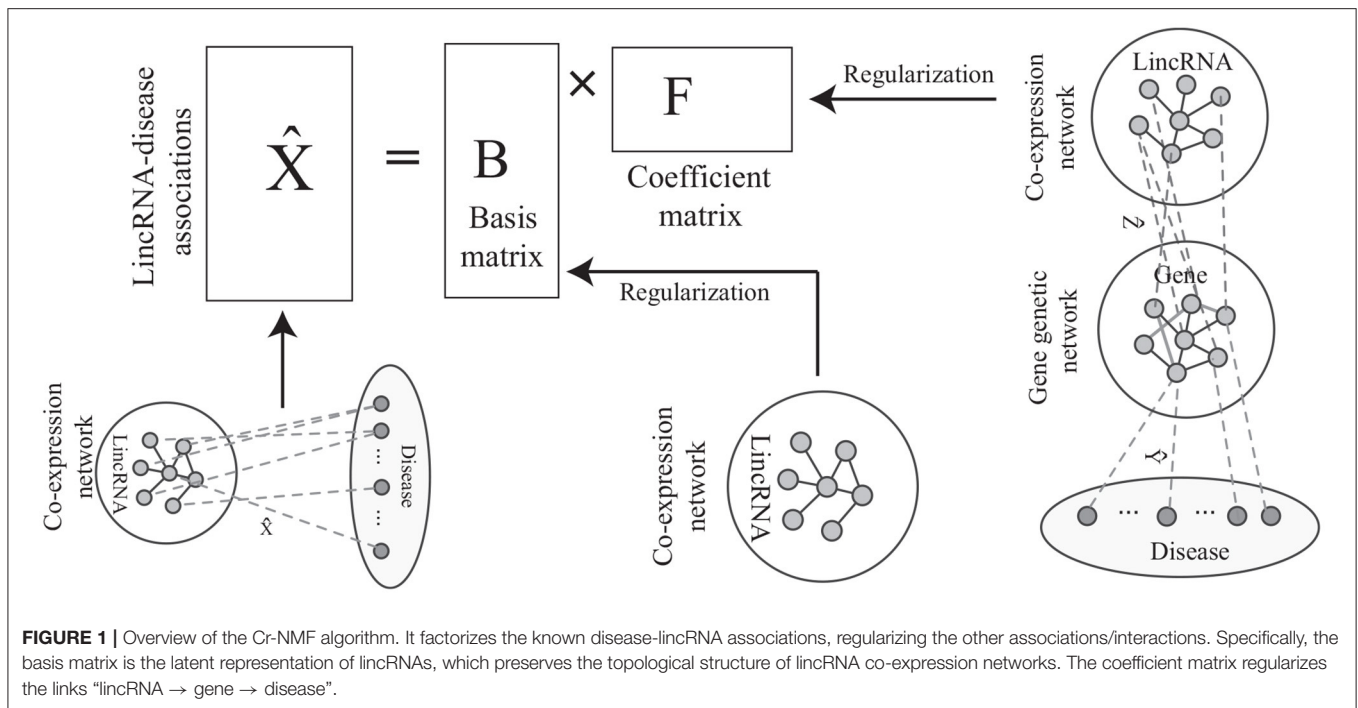 LincRNA-disease
associations
X̂
=
B
Basis
matrix
×
F
Coefficient
matrix
Regularization
Regularization
Co-expression
network
LincRNA
Ẑ
Gene genetic
network
Gene
Ŷ
... ...
Disease
Co-expression
network
LincRNA
X̂
...
...
Disease
Co-expression
network
LincRNA
FIGURE 1 | Overview of the Cr-NMF algorithm. It factorizes the known disease-lincRNA associations, regularizing the other associations/interactions. Specifically, the
basis matrix is the latent representation of lincRNAs, which preserves the topological structure of lincRNA co-expression networks. The coefficient matrix regularizes
the links “lincRNA → gene → disease”.